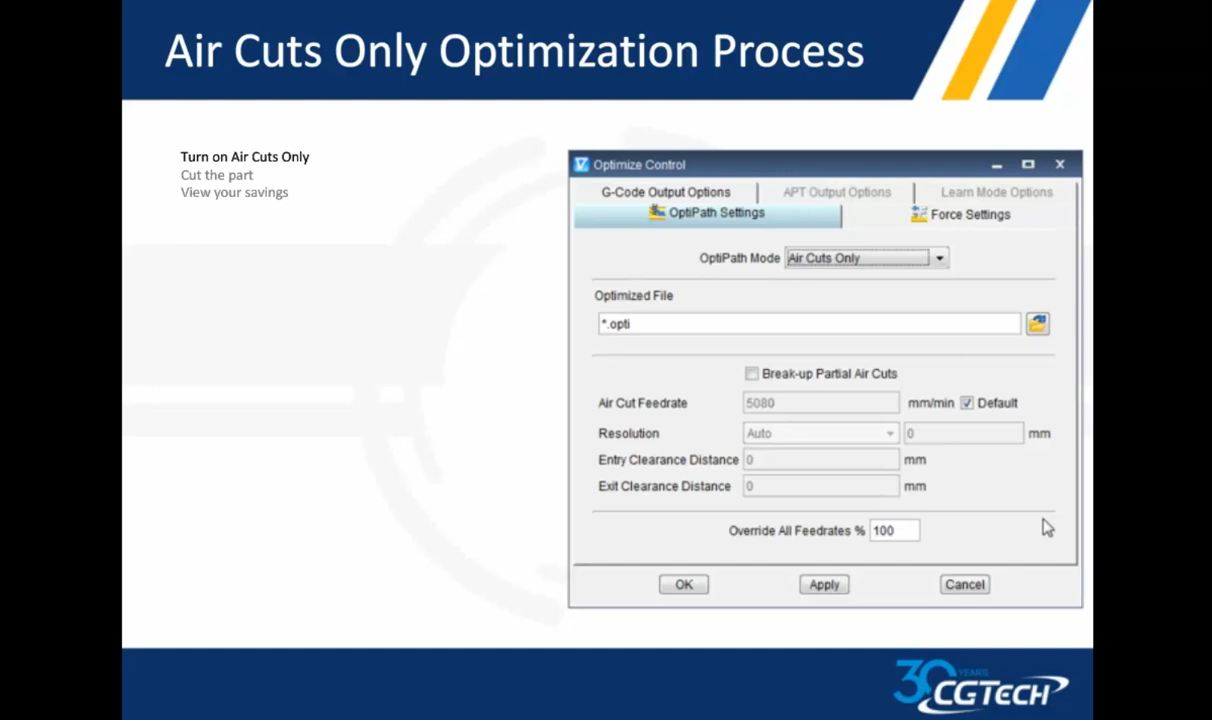 Air Cuts Only Optimization Process
Turn on Air Cuts Only
Cut the part
View your savings
Optimize Control
G-Code Output Options
APT Output Options
Learn Mode Options
OptiPath Settings
Force Settings
OptiPath Mode Air Cuts Only
Optimized File
*.opti
Break-up Partial Air Cuts
Air Cut Feedrate 5080 mm/min Default
Resolution Auto 0 mm
Entry Clearance Distance 0 mm
Exit Clearance Distance 0 mm
Override All Feedrates % 100
OK Apply Cancel
30 YEARS
CGTECH